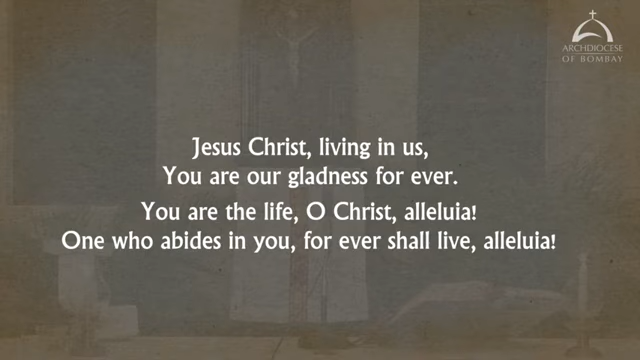 ARCHDIOCESE
OF BOMBAY
Jesus Christ, living in us,
You are our gladness for ever.
You are the life, O Christ, alleluia!
One who abides in you, for ever shall live, alleluia!